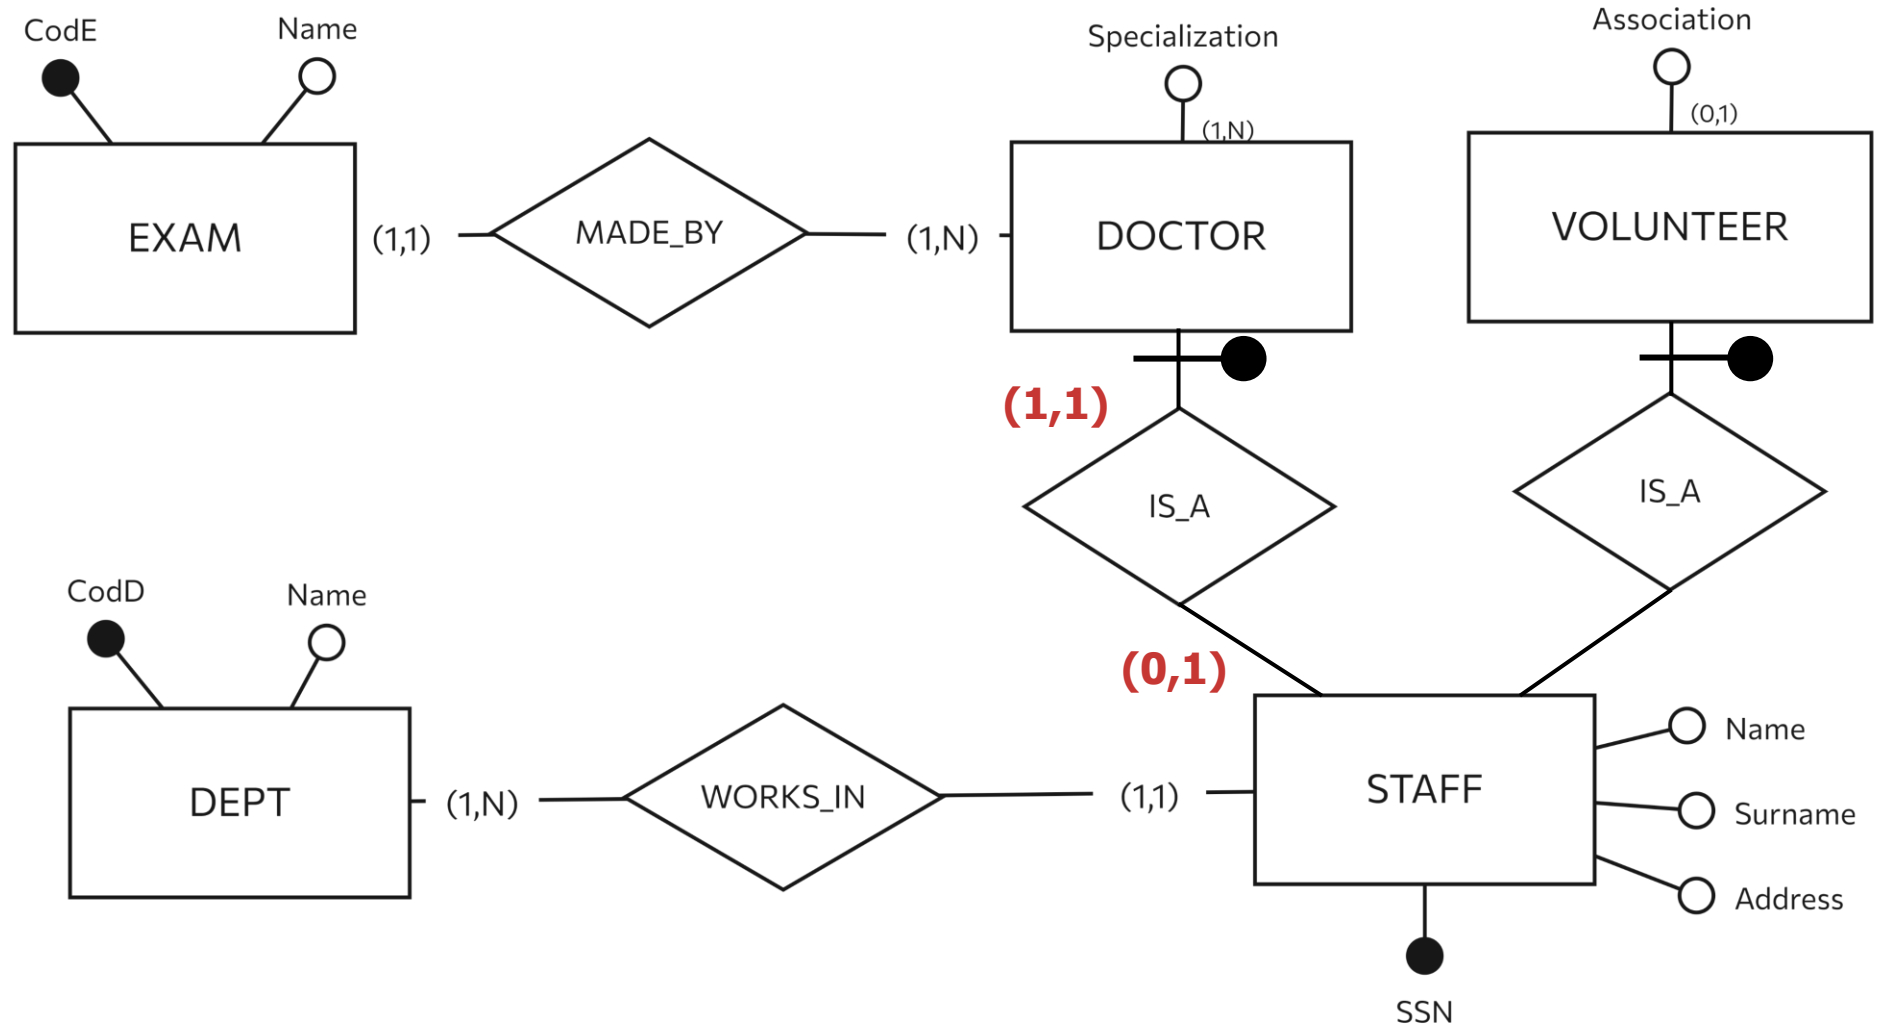 CodE
Name
Specialization
Association
(1,N)
(0,1)
EXAM
(1,1)
MADE_BY
(1,N)
DOCTOR
VOLUNTEER
(1,1)
IS_A
IS_A
CodD
Name
(0,1)
DEPT
(1,N)
WORKS_IN
(1,1)
STAFF
Name
Surname
Address
SSN